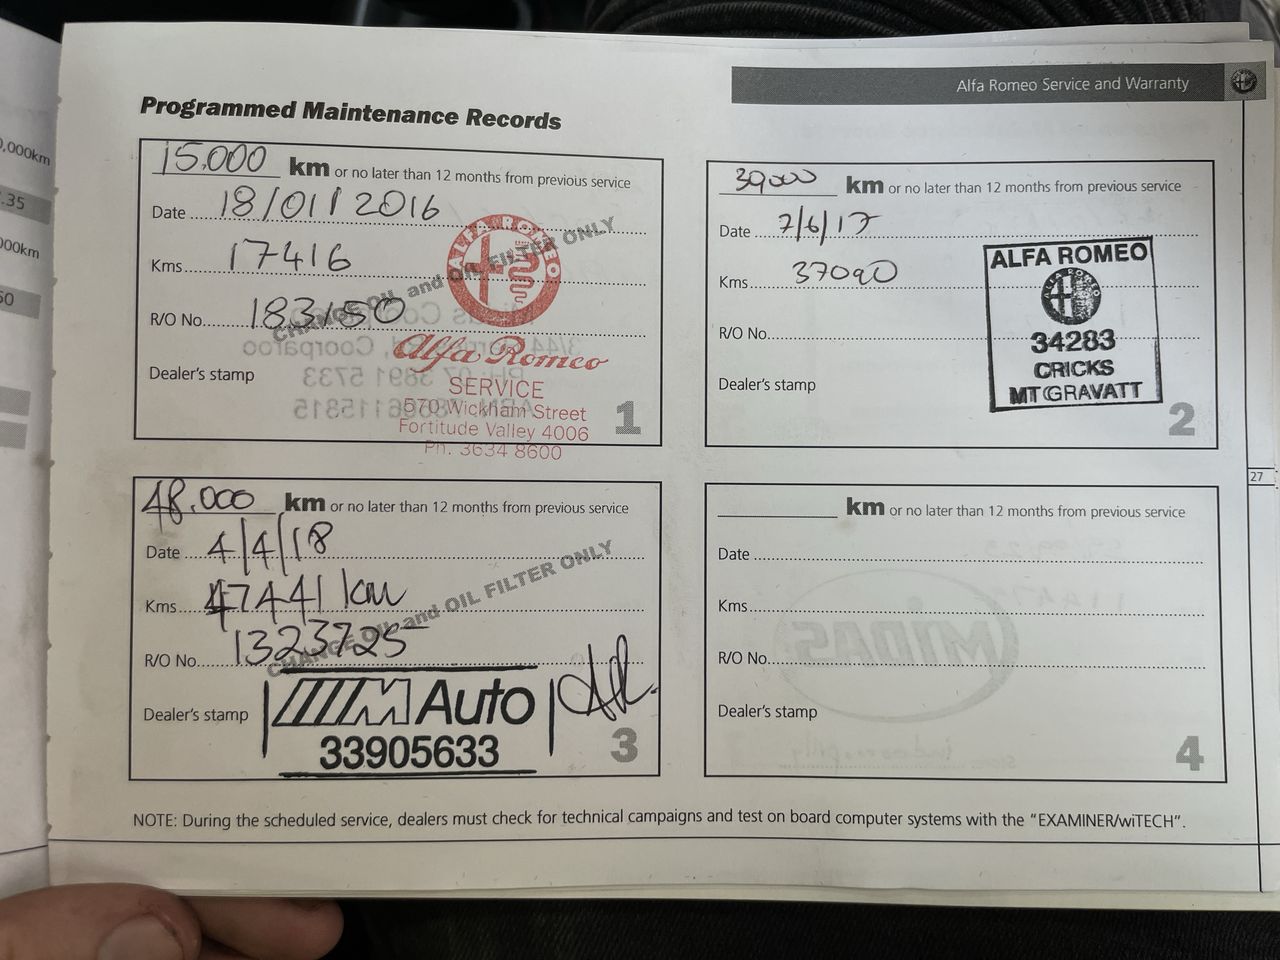 ,000km
.35
000km
50
Alfa Romeo Service and Warranty
Programmed Maintenance Records
15.000 km or no later than 12 months from previous service
Date 18/01/2016
Kms 17416
R/O No. 183150
CHANGE OIL and OIL FILTER ONLY
Dealer's stamp
ALFA ROMEO
Alfa Romeo
SERVICE
570 Wickham Street
Fortitude Valley 4006
Ph. 3634 8600
1
km or no later than 12 months from previous service
Date 7/6/17
Kms 37090
R/O No.
Dealer's stamp
ALFA ROMEO
ALFA ROMEO
34283
CRICKS
MT GRAVATT
2
48.000 km or no later than 12 months from previous service
Date 4/4/18
Kms 47441 km
R/O No. 1323725
CHANGE OIL and OIL FILTER ONLY
Dealer's stamp
M Auto
33905633
3
km or no later than 12 months from previous service
Date
Kms
R/O No.
Dealer's stamp
4
27
NOTE: During the scheduled service, dealers must check for technical campaigns and test on board computer systems with the "EXAMINER/wiTECH".